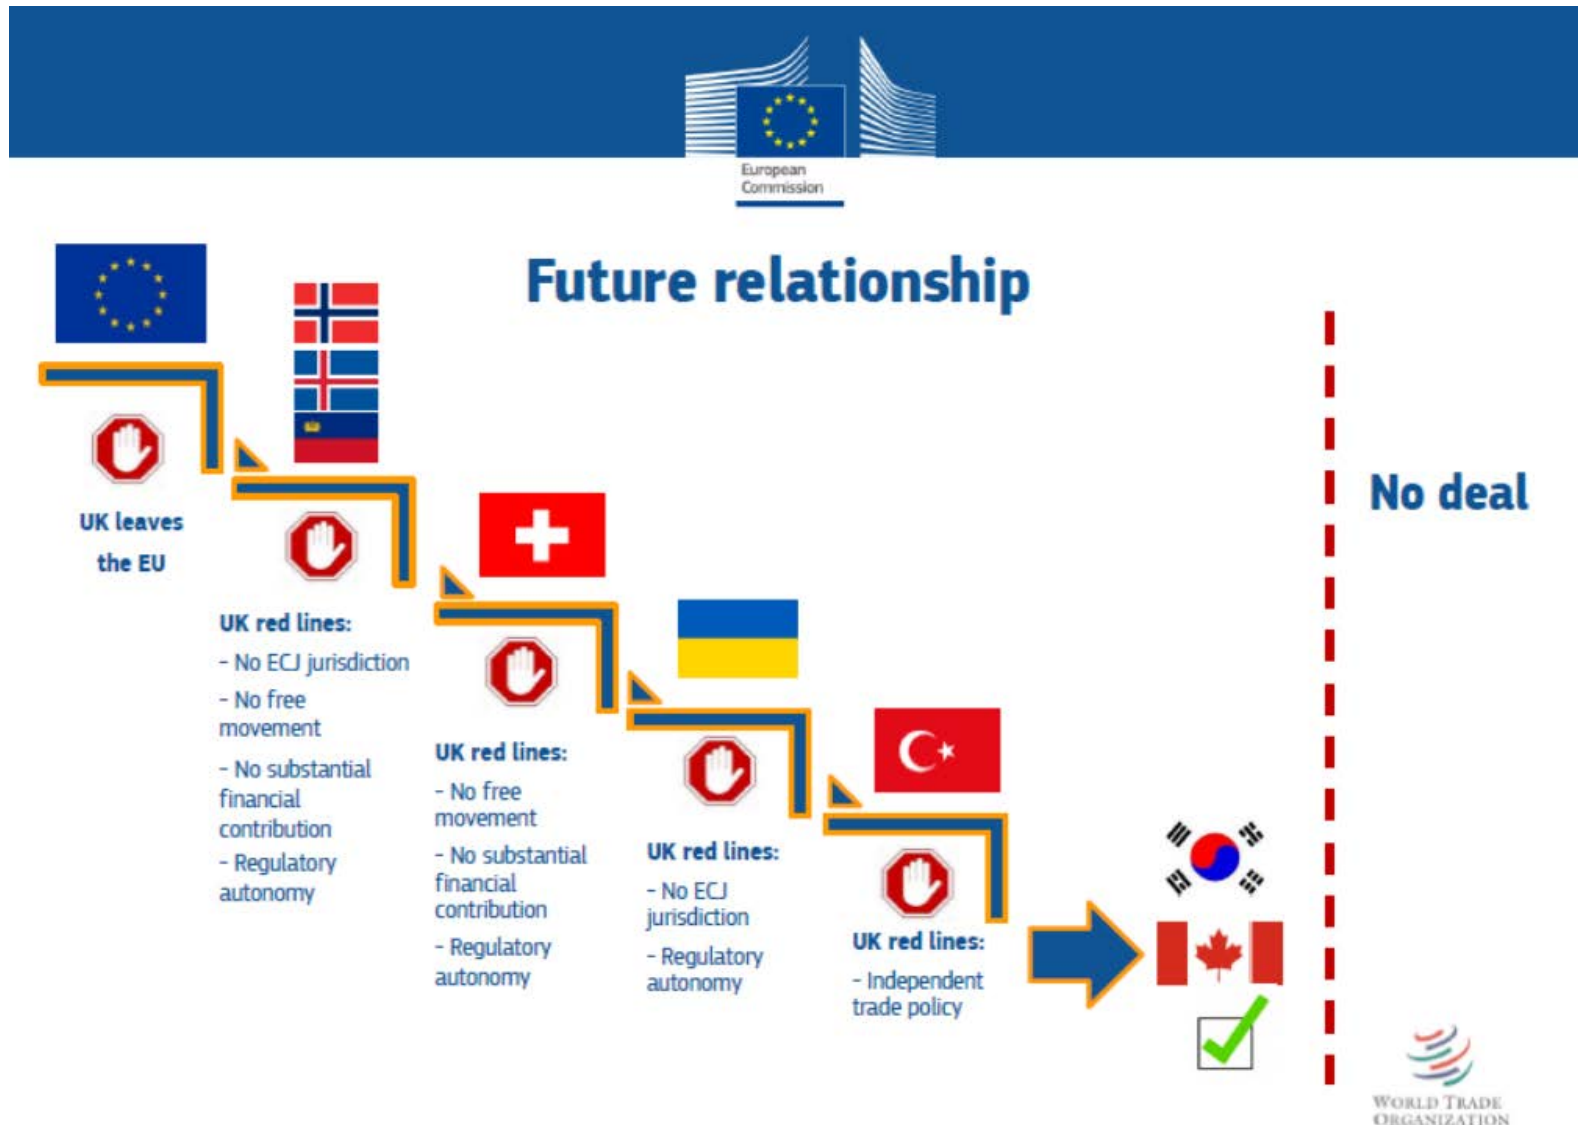 European
Commission
Future relationship
UK leaves
the EU
UK red lines:
- No ECJ jurisdiction
- No free
movement
- No substantial
financial
contribution
- Regulatory
autonomy
UK red lines:
- No free
movement
- No substantial
financial
contribution
- Regulatory
autonomy
UK red lines:
- No ECJ
jurisdiction
- Regulatory
autonomy
UK red lines:
- Independent
trade policy
No deal
WORLD TRADE
ORGANIZATION